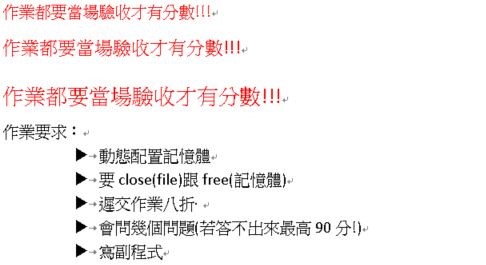 作業都要當場驗收才有分數!!!
作業都要當場驗收才有分數!!!
作業都要當場驗收才有分數!!!
作業要求：
動態配置記憶體
要 close(file)跟 free(記憶體)
遲交作業八折
會問幾個問題(若答不出來最高 90 分!)
寫副程式